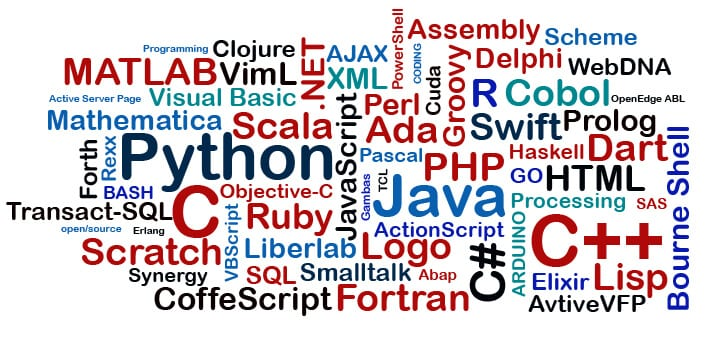 Programming
Clojure
.NET
AJAX
PowerShell
Assembly
Scheme
MATLAB
VimL
XML
CODING
Delphi
WebDNA
Active Server Page
Visual Basic
JavaScript
Perl
Cuda
Groovy
R
Cobol
OpenEdge ABL
Mathematica
Scala
Ada
Swift
Prolog
Forth
Rexx
Python
Pascal
PHP
Haskell
Dart
Bourne Shell
BASH
C
Objective-C
Gambas
TCL
Java
GO
HTML
Transact-SQL
VBScript
Ruby
ActionScript
ARDUINO
Processing
SAS
open/source
Erlang
Scratch
Liberlab
Logo
C#
C++
Synergy
SQL
Smalltalk
Abap
Elixir
Lisp
CoffeScript
Fortran
AvtiveVFP